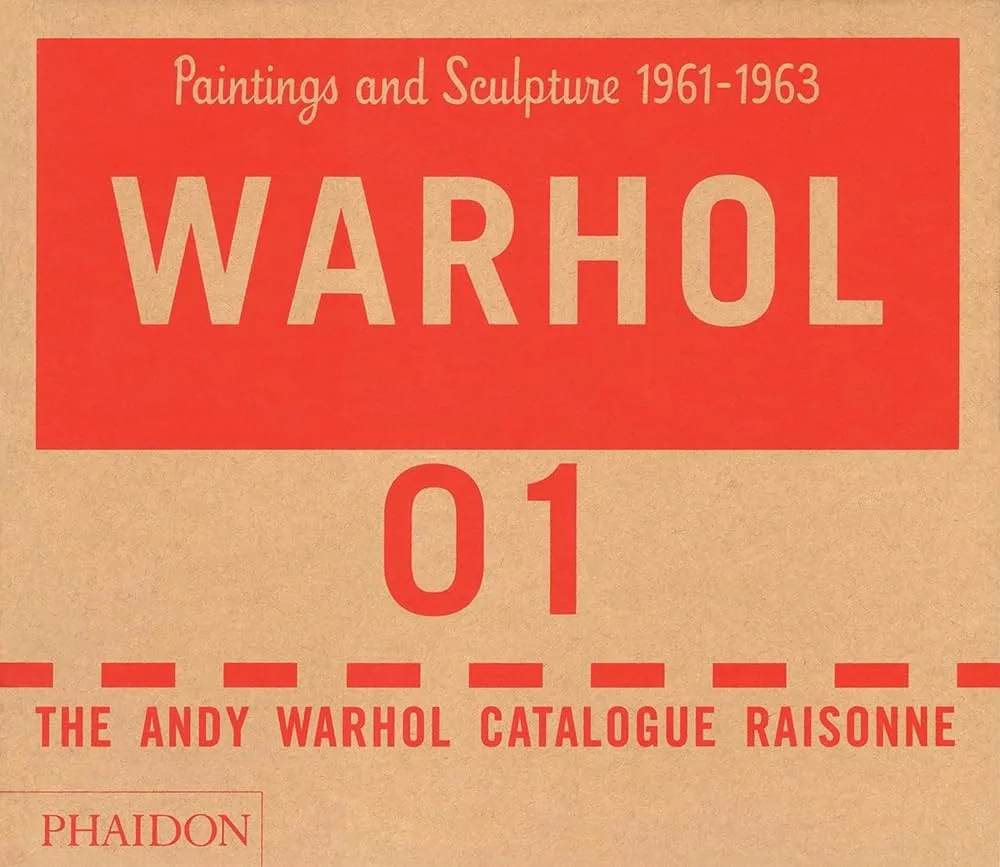 Paintings and Sculpture 1961-1963
WARHOL
01
THE ANDY WARHOL CATALOGUE RAISONNE
PHAIDON